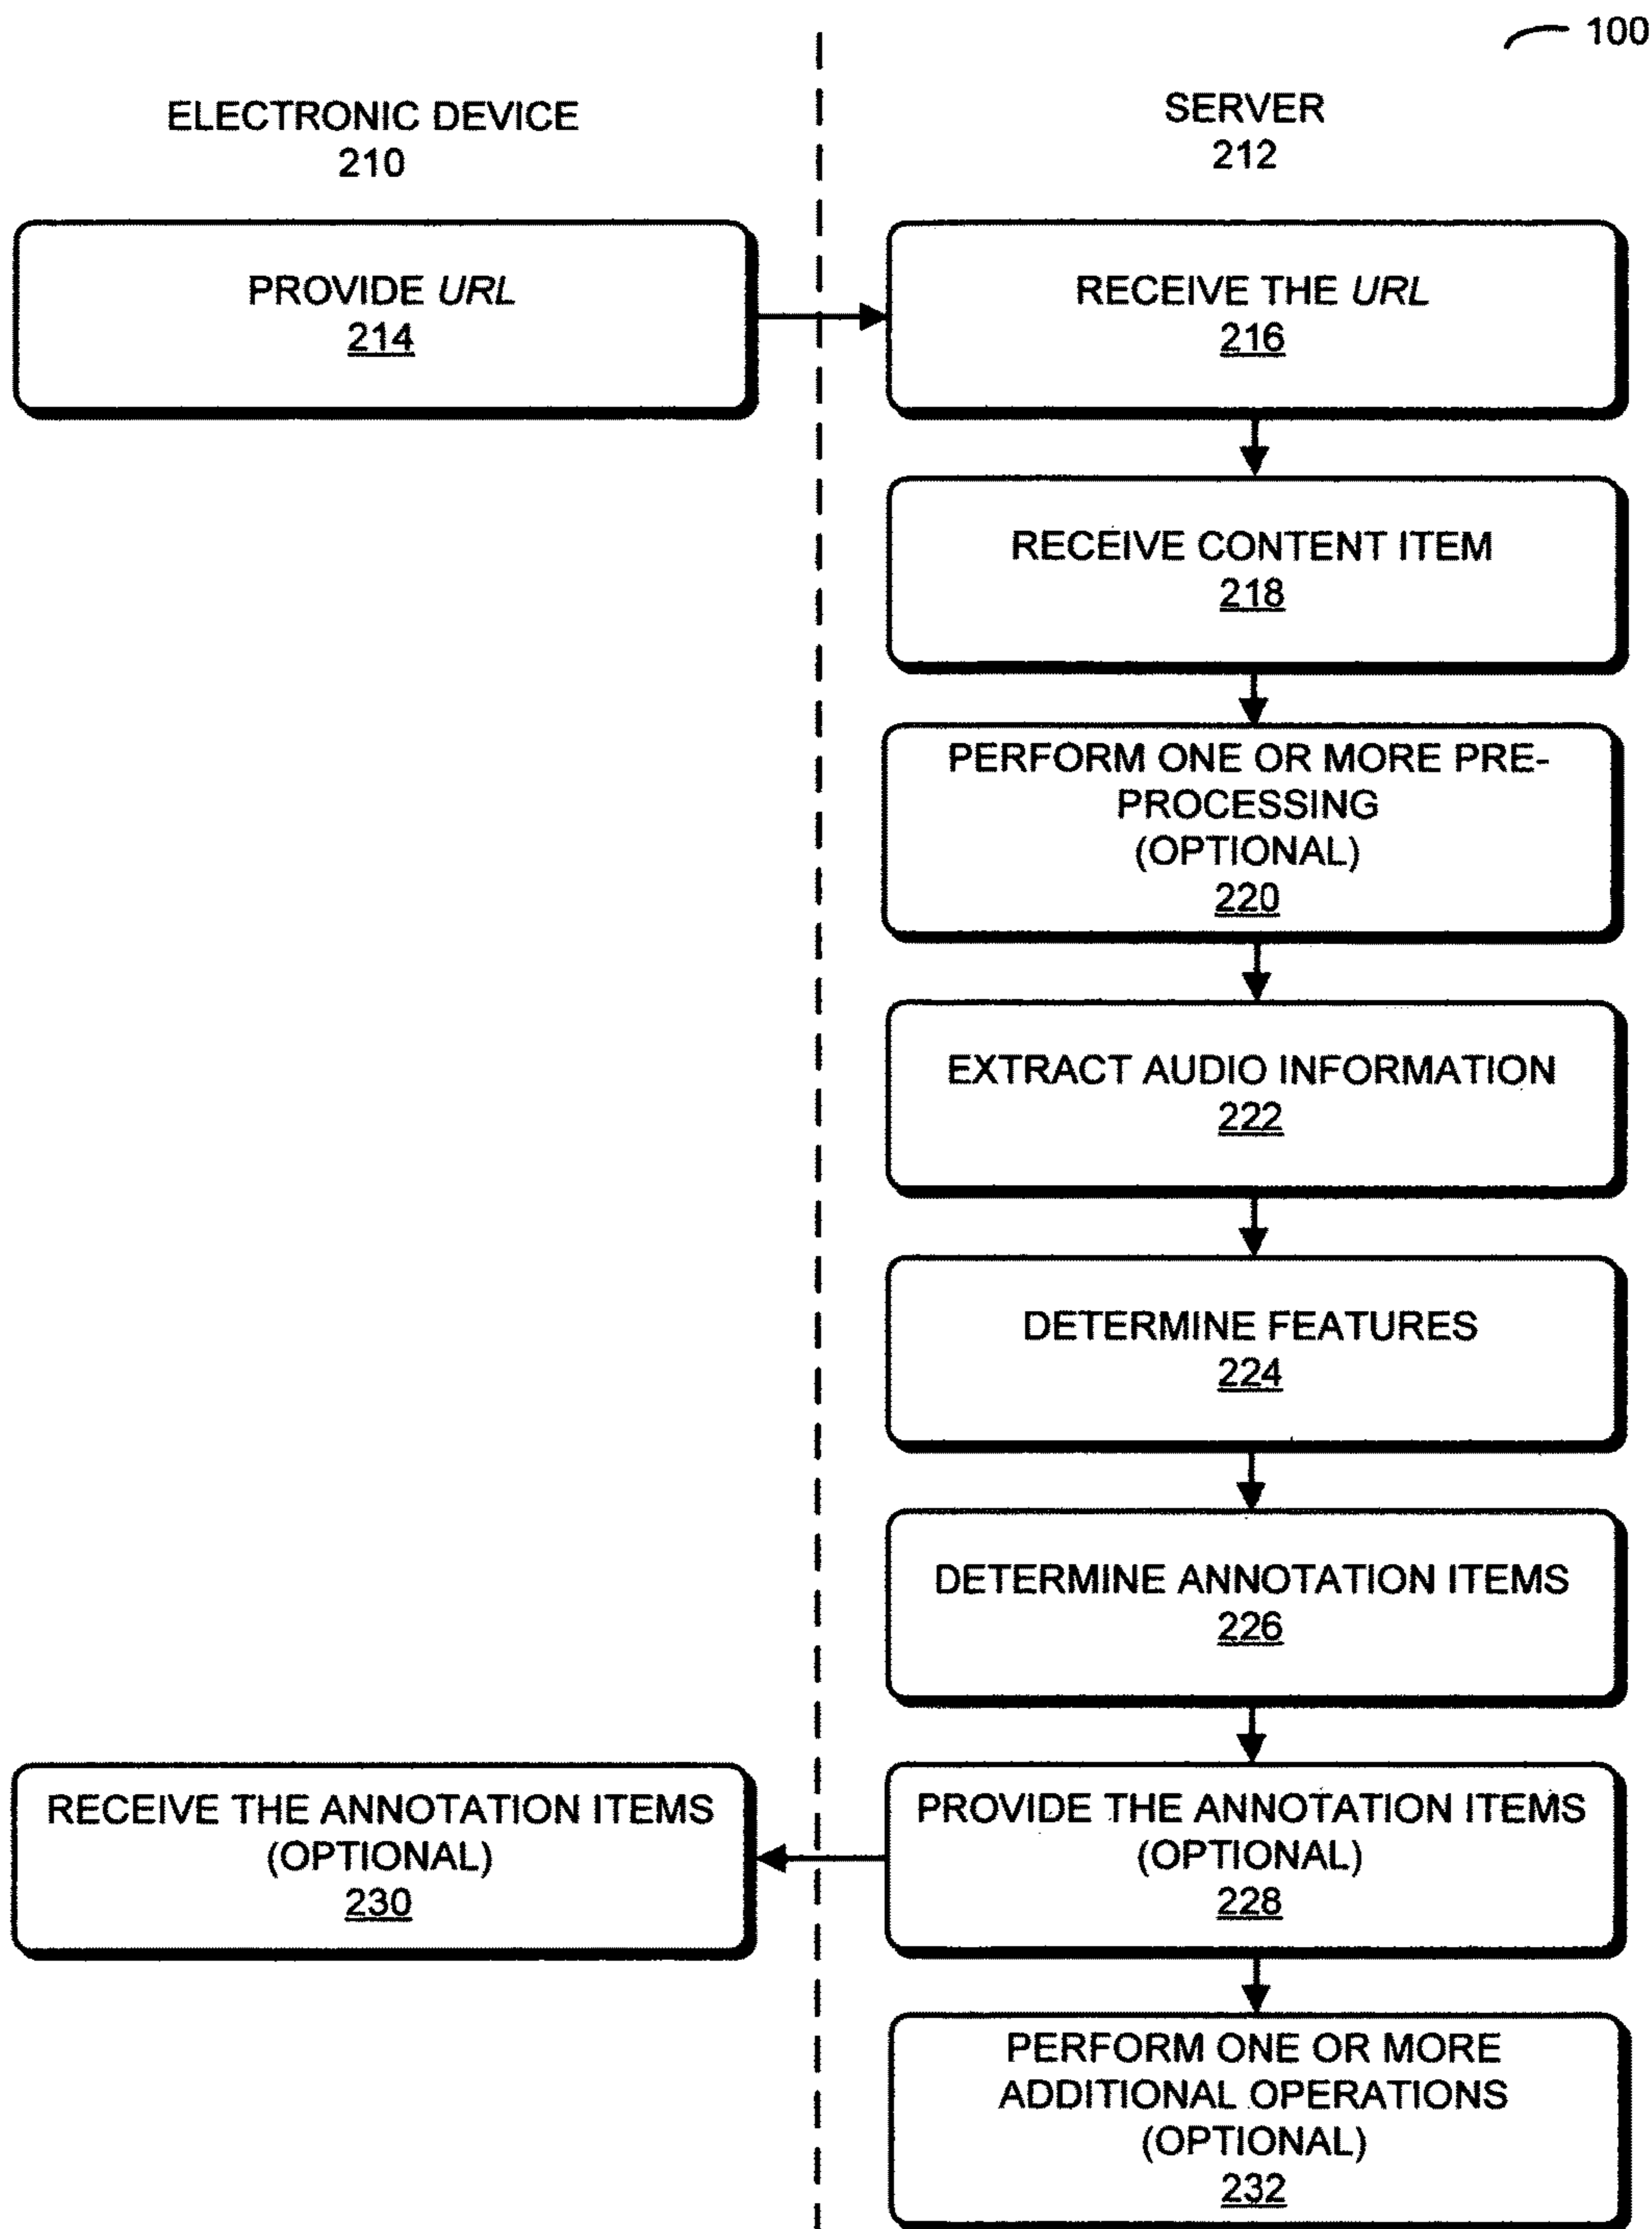 100
ELECTRONIC DEVICE
210
SERVER
212
PROVIDE URL
214
RECEIVE THE URL
216
RECEIVE CONTENT ITEM
218
PERFORM ONE OR MORE PRE-
PROCESSING
(OPTIONAL)
220
EXTRACT AUDIO INFORMATION
222
DETERMINE FEATURES
224
DETERMINE ANNOTATION ITEMS
226
PROVIDE THE ANNOTATION ITEMS
(OPTIONAL)
228
RECEIVE THE ANNOTATION ITEMS
(OPTIONAL)
230
PERFORM ONE OR MORE
ADDITIONAL OPERATIONS
(OPTIONAL)
232